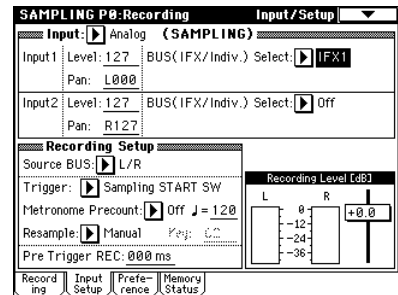 SAMPLING P0:Recording Input/Setup
Input: Analog (SAMPLING)
Input1 Level: 127 BUS(IFX/Indiv.) Select: IFX1
Pan: L000
Input2 Level: 127 BUS(IFX/Indiv.) Select: Off
Pan: R127
Recording Setup
Source BUS: L/R
Trigger: Sampling START SW
Metronome Precount: Off ♩= 120
Resample: Manual Key: C2
Pre Trigger REC: 000 ms
Recording Level [dB]
L R
0
+0.0
-12
-24
-36
Record ing Input Setup Prefe- rence Memory Status